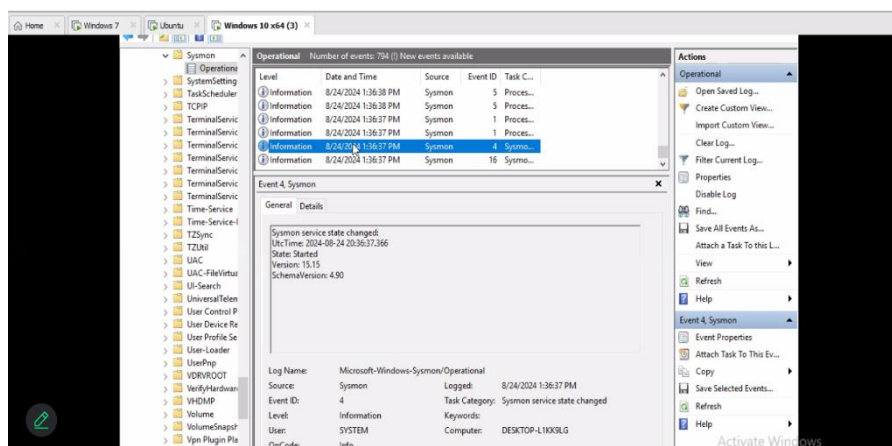 Home × Windows 7 × Ubuntu × Windows 10 x64 (3) ×
Sysmon
Operationa
SystemSetting
TaskScheduler
TCPIP
TerminalServic
TerminalServic
TerminalServic
TerminalServic
TerminalServic
TerminalServic
TerminalServic
Time-Service
Time-Service-I
TZSync
TZUtil
UAC
UAC-FileVirtua
UI-Search
UniversalTelen
User Control P
User Device Re
User Profile Se
User-Loader
UserPnp
VDRVROOT
VerifyHardwar
VHDMP
Volume
VolumeSnapsh
Vpn Plugin Pla
Operational Number of events: 794 (!) New events available
Level Date and Time Source Event ID Task C...
Information 8/24/2024 1:36:38 PM Sysmon 5 Proces...
Information 8/24/2024 1:36:38 PM Sysmon 5 Proces...
Information 8/24/2024 1:36:37 PM Sysmon 1 Proces...
Information 8/24/2024 1:36:37 PM Sysmon 1 Proces...
Information 8/24/2024 1:36:37 PM Sysmon 4 Sysmo...
Information 8/24/2024 1:36:37 PM Sysmon 16 Sysmo...
Event 4, Sysmon ×
General Details
Sysmon service state changed:
UtcTime: 2024-08-24 20:36:37.366
State: Started
Version: 15.15
SchemaVersion: 4.90
Log Name: Microsoft-Windows-Sysmon/Operational
Source: Sysmon Logged: 8/24/2024 1:36:37 PM
Event ID: 4 Task Category: Sysmon service state changed
Level: Information Keywords:
User: SYSTEM Computer: DESKTOP-L1KK9LG
OpCode: Info
Actions
Operational
Open Saved Log...
Create Custom View...
Import Custom View...
Clear Log...
Filter Current Log...
Properties
Disable Log
Find...
Save All Events As...
Attach a Task To this L...
View
Refresh
Help
Event 4, Sysmon
Event Properties
Attach Task To This Ev...
Copy
Save Selected Events...
Refresh
Help
Activate Windows